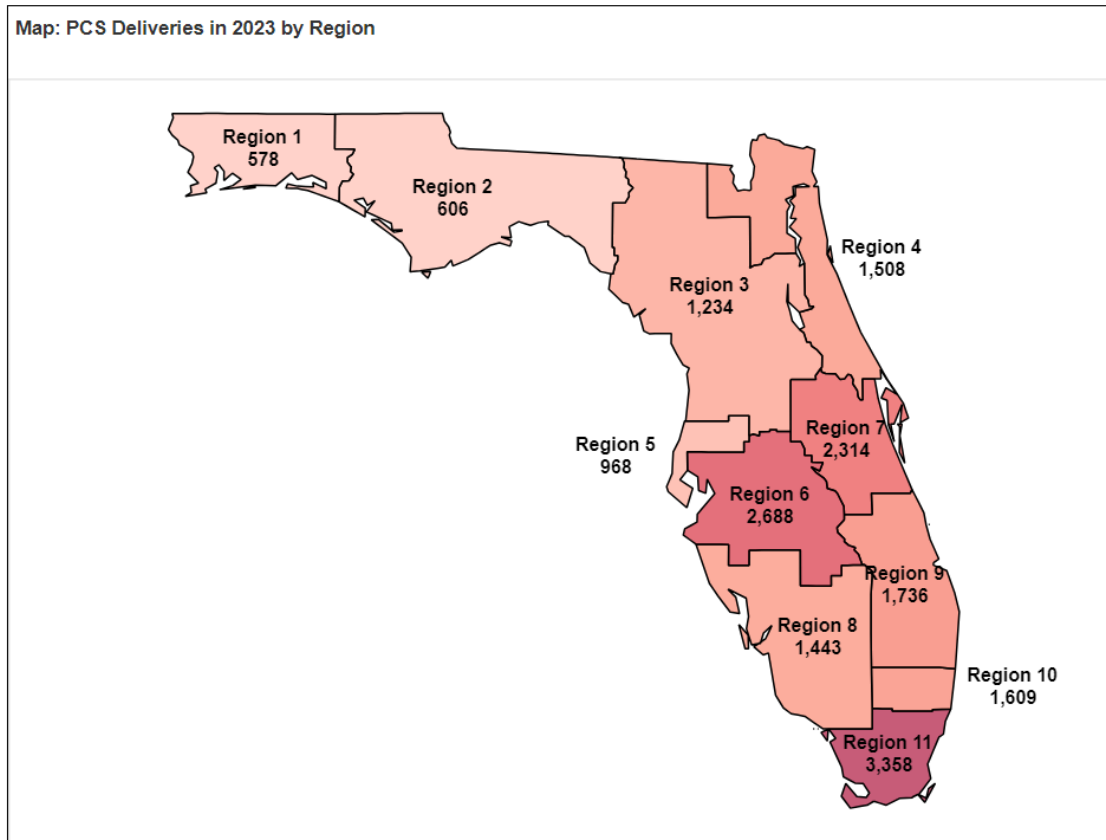 Map: PCS Deliveries in 2023 by Region
Region 1
578
Region 2
606
Region 3
1,234
Region 4
1,508
Region 5
968
Region 6
2,688
Region 7
2,314
Region 8
1,443
Region 9
1,736
Region 10
1,609
Region 11
3,358